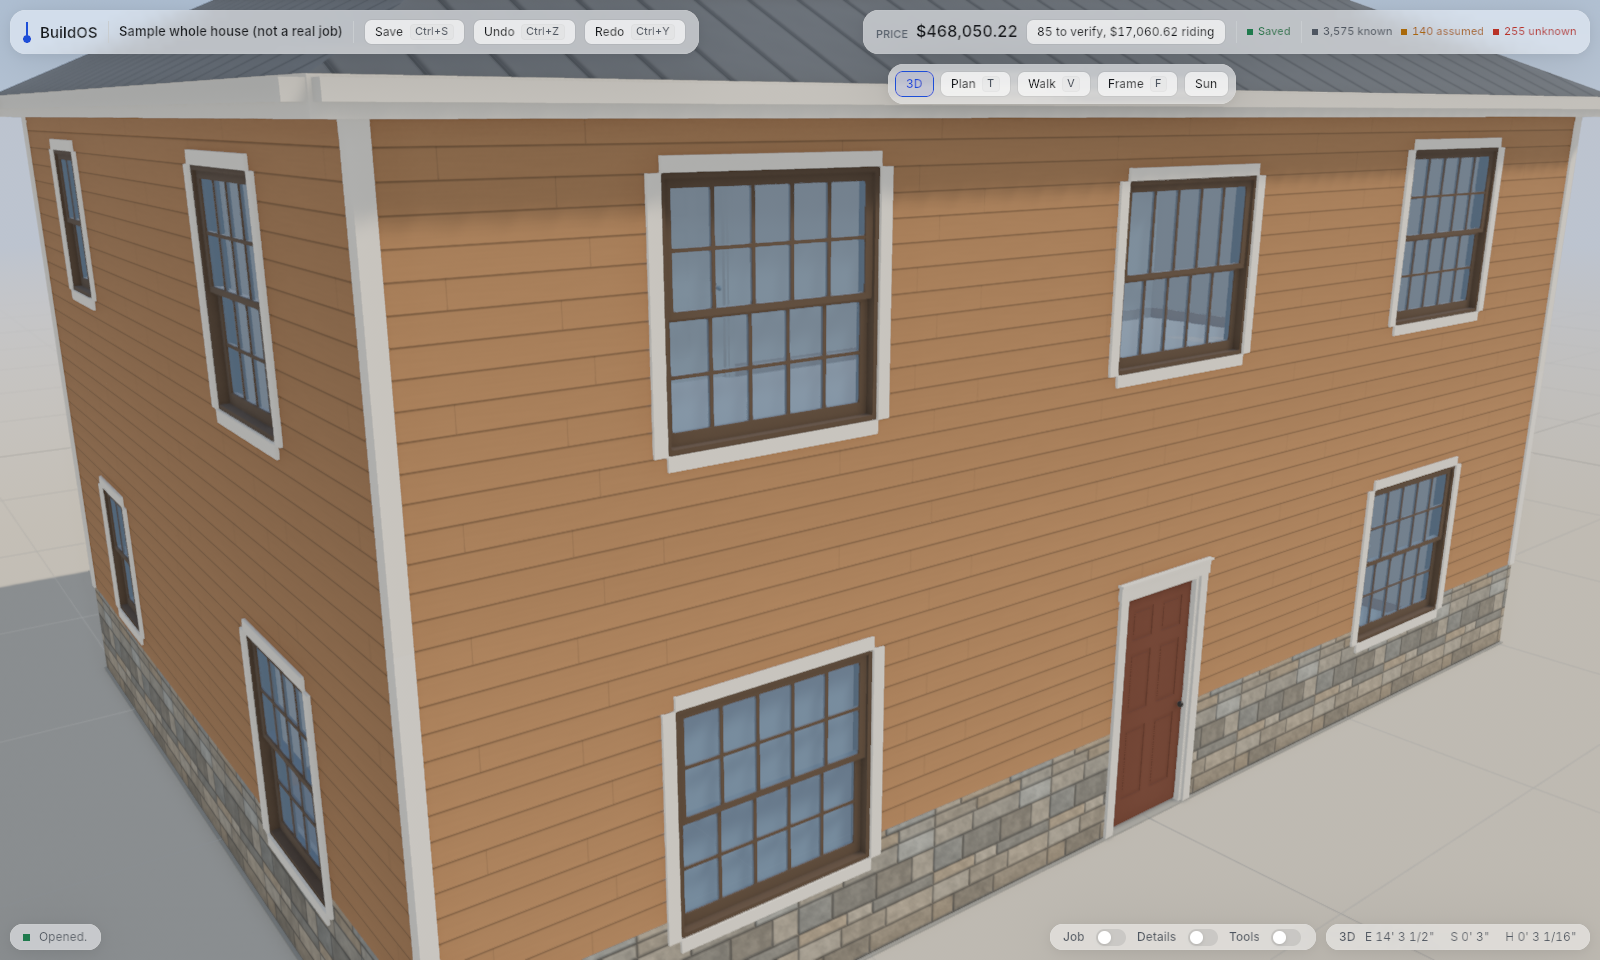 BuildOS
Sample whole house (not a real job)
Save Ctrl+S
Undo Ctrl+Z
Redo Ctrl+Y
PRICE $468,050.22
85 to verify, $17,060.62 riding
Saved
3,575 known
140 assumed
255 unknown
3D
Plan T
Walk V
Frame F
Sun
Opened.
Job
Details
Tools
3D E 14' 3 1/2" S 0' 3" H 0' 3 1/16"